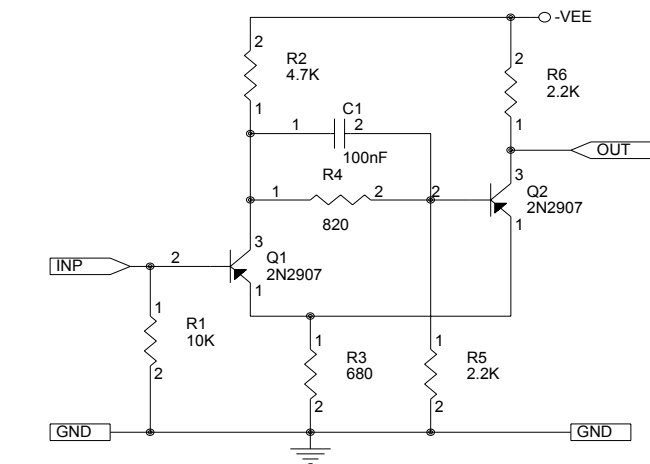 -VEE
2
R2
4.7K
1
2
R6
2.2K
1
C1
1
2
100nF
OUT
R4
1
2
2
820
3
Q2
2N2907
1
INP
2
3
Q1
2N2907
1
1
R1
10K
2
1
R3
680
2
1
R5
2.2K
2
GND
GND